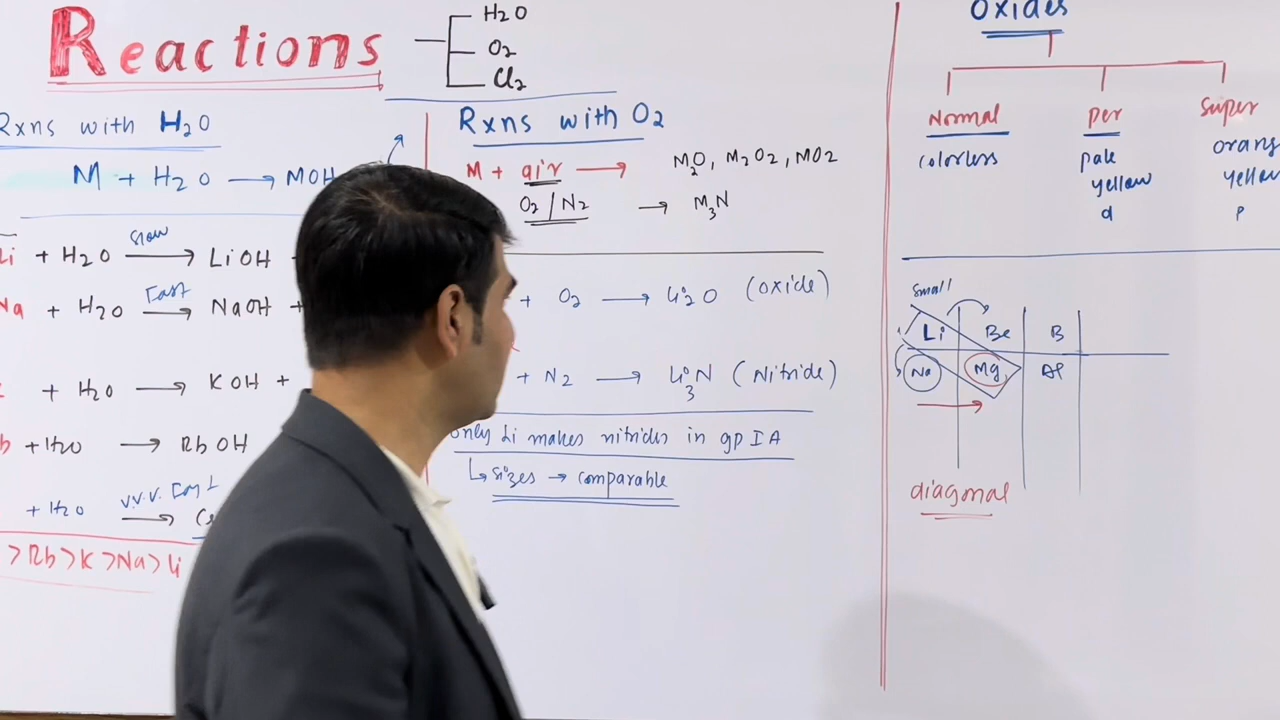 Reactions
H2O
O2
Cl2
Rxns with H2O
M + H2O → MOH
Li + H2O slow → LiOH
Na + H2O Fast → NaOH +
+ H2O → KOH +
b + H2O → RbOH
+ H2O v.v.v. Fast →
> Rb > K > Na > Li
Rxns with O2
M + air → M2O, M2O2, MO2
O2 / N2 → M3N
+ O2 → Li2O (oxide)
+ N2 → Li3N (Nitride)
only Li makes nitrides in gp IA
↳ sizes → comparable
Oxides
Normal
colorless
Per
pale
yellow
d
Super
orang
yellow
p
small
Li Be B
Na Mg Al
diagonal